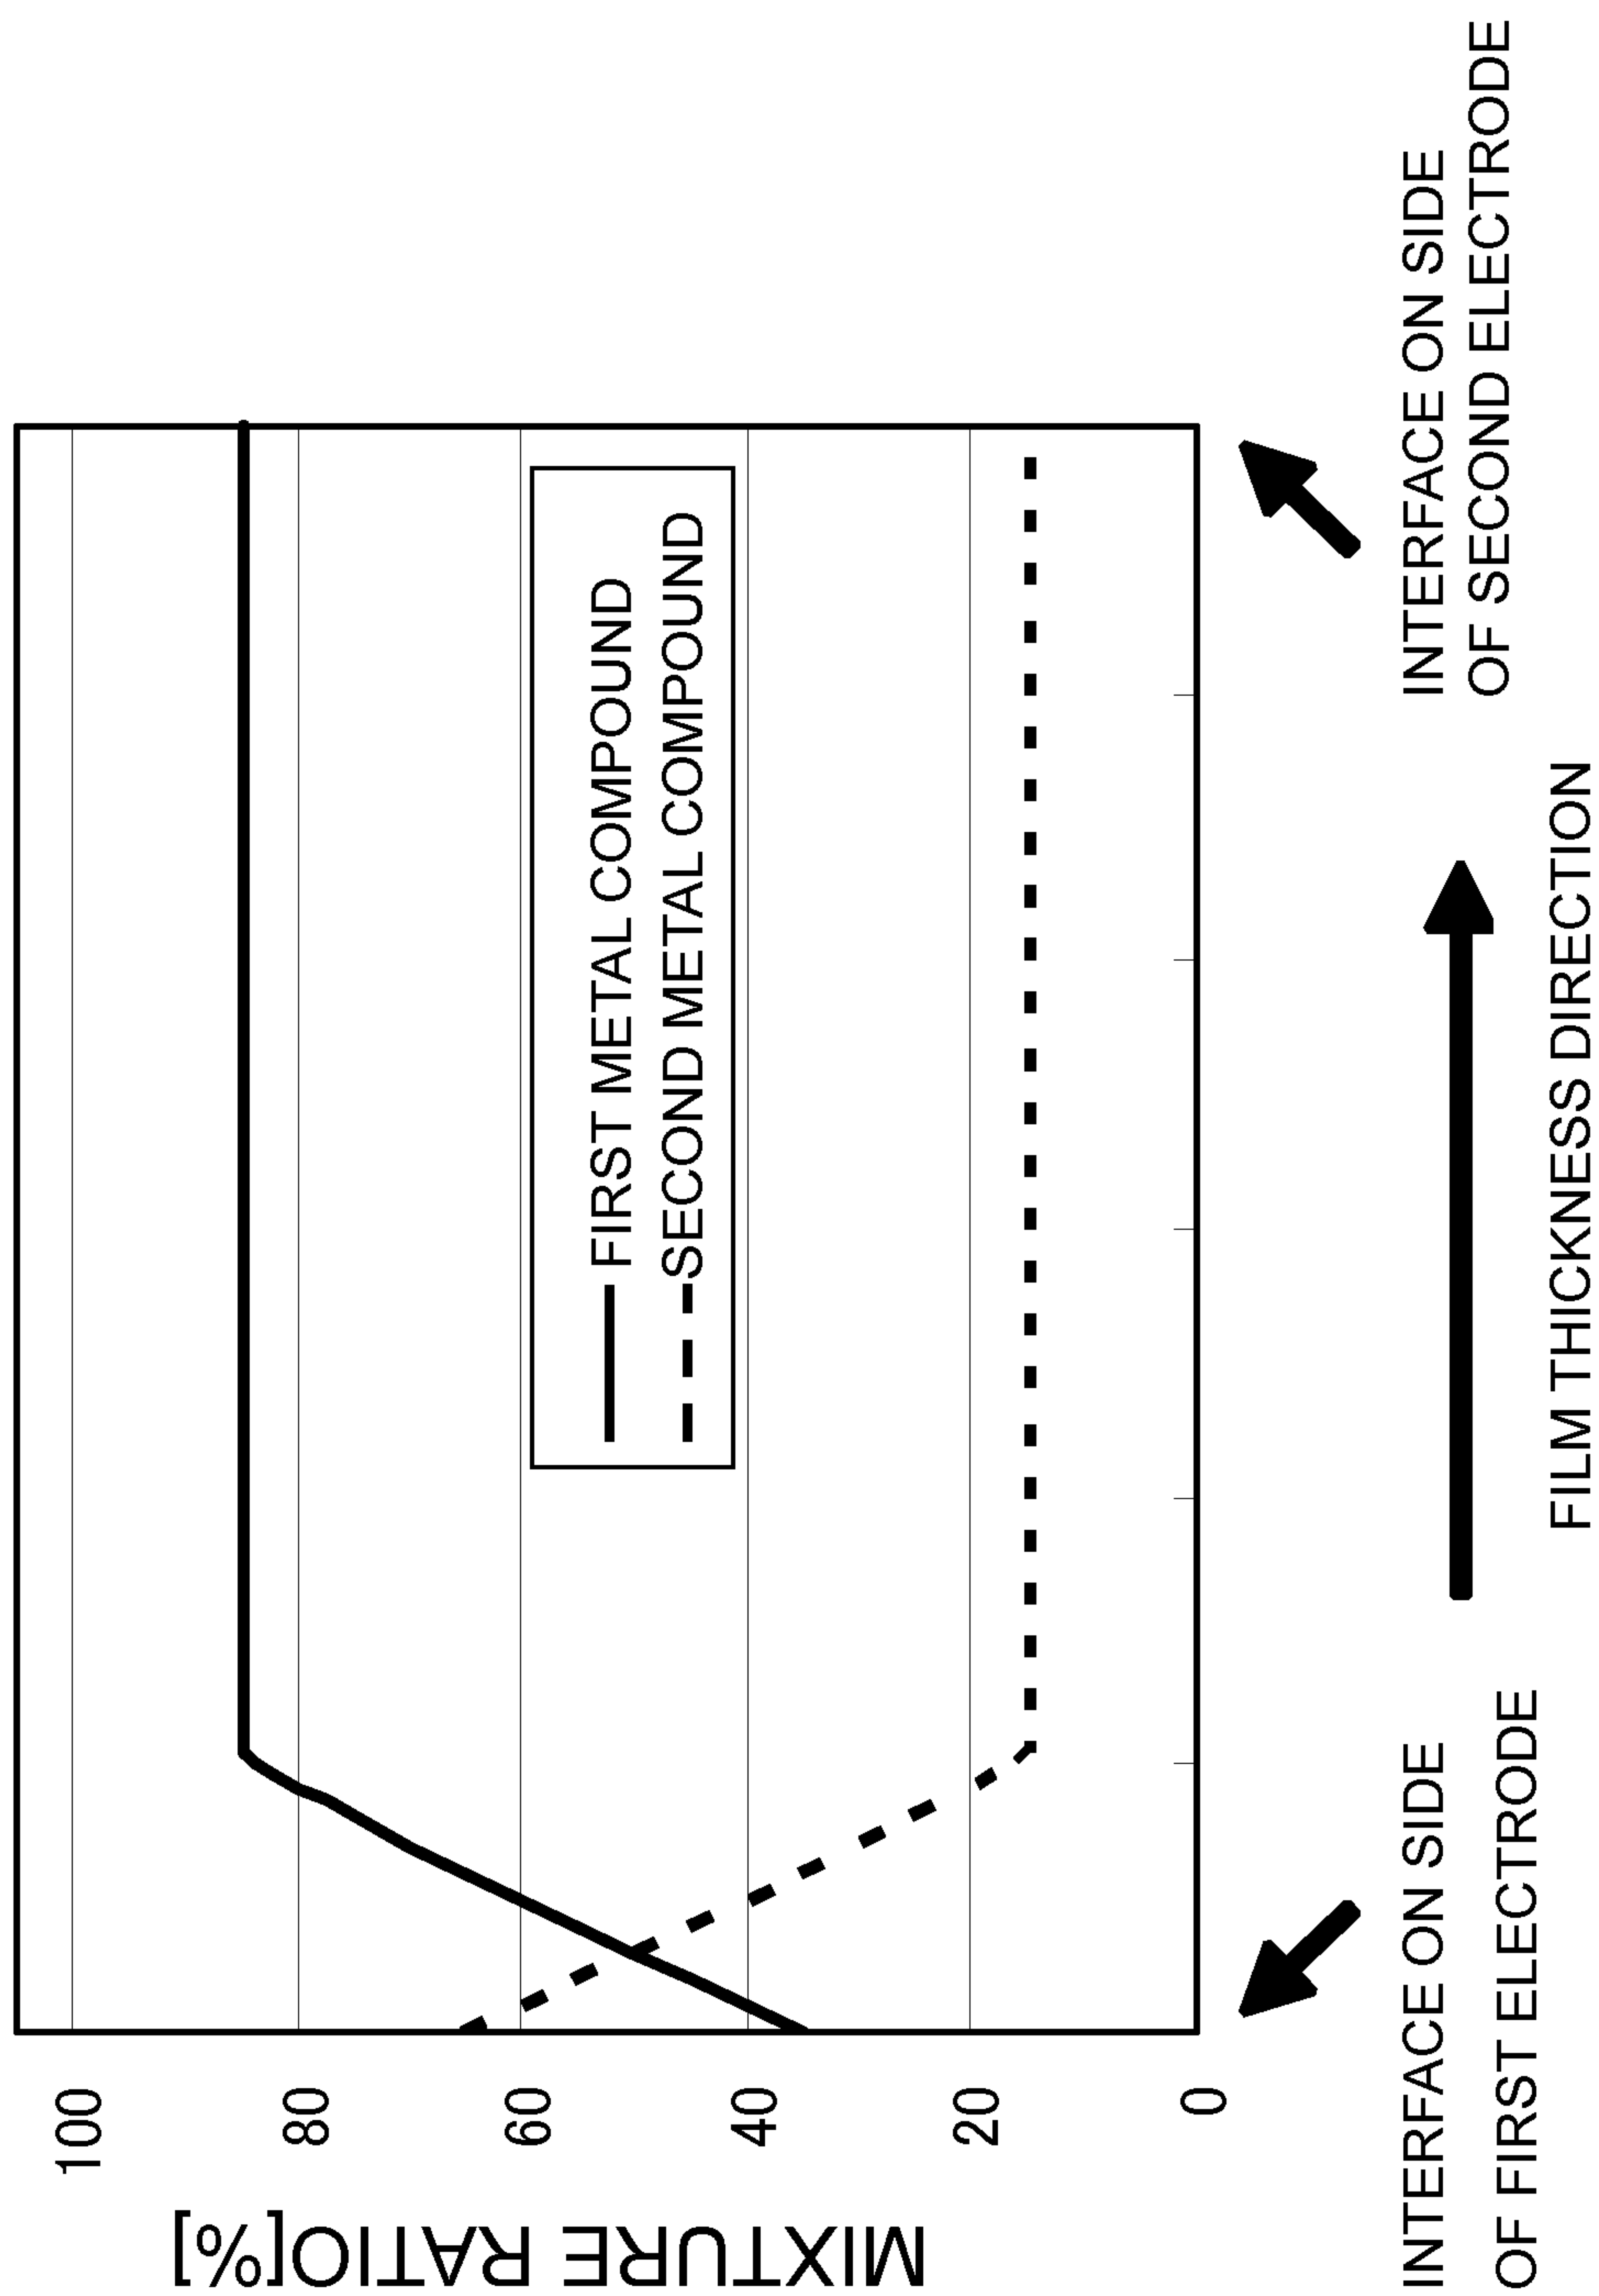 MIXTURE RATIO[%]
100
80
60
40
20
0
FIRST METAL COMPOUND
SECOND METAL COMPOUND
INTERFACE ON SIDE
OF FIRST ELECTRODE
FILM THICKNESS DIRECTION
INTERFACE ON SIDE
OF SECOND ELECTRODE